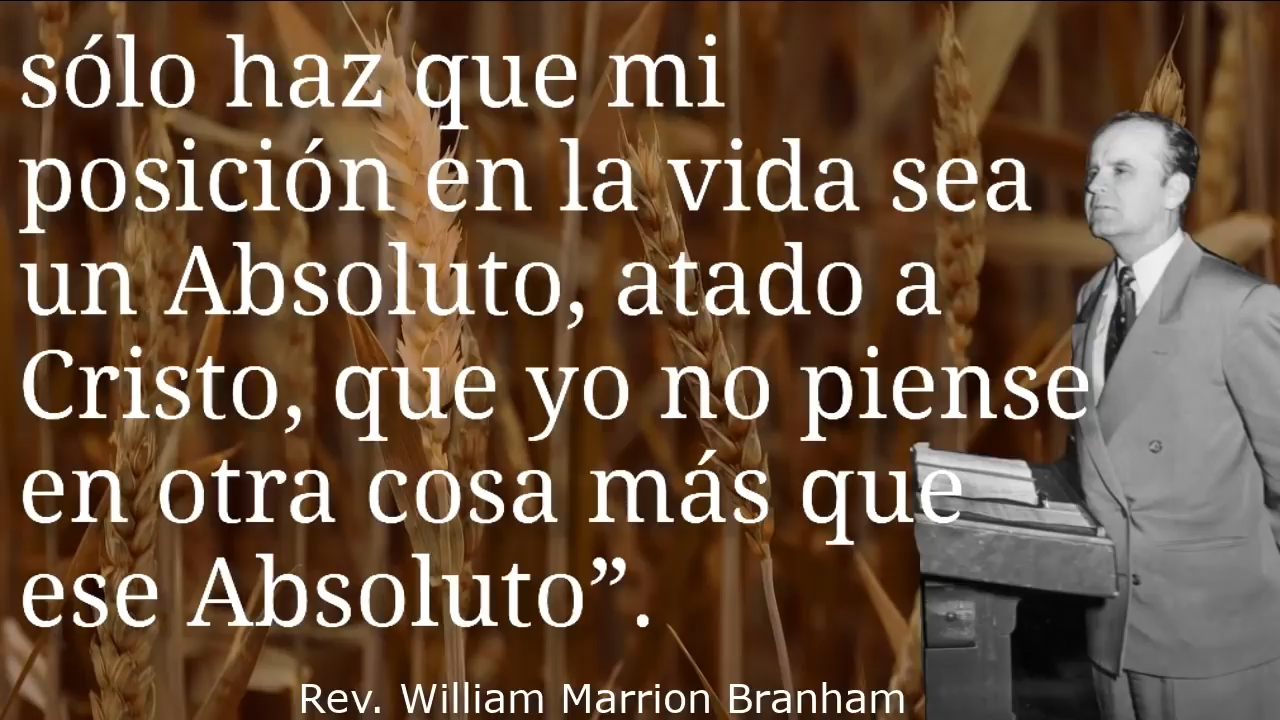 sólo haz que mi
posición en la vida sea
un Absoluto, atado a
Cristo, que yo no piense
en otra cosa más que
ese Absoluto”.
Rev. William Marrion Branham